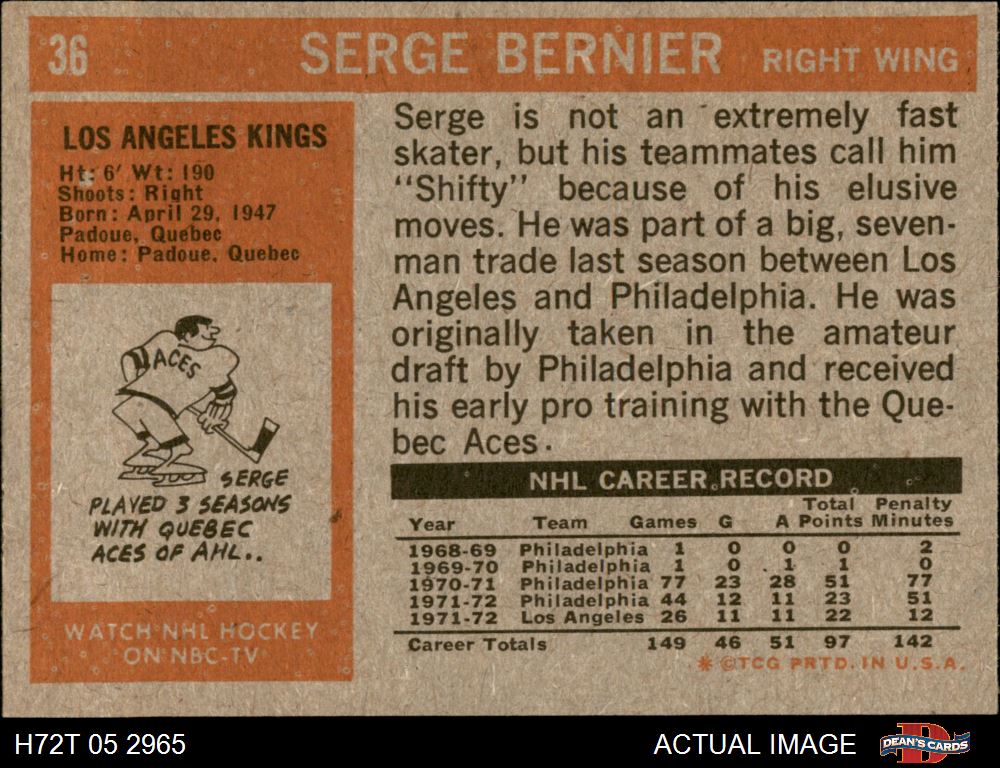 36 SERGE BERNIER RIGHT WING
LOS ANGELES KINGS
Ht: 6' Wt: 190
Shoots: Right
Born: April 29, 1947
Padoue, Quebec
Home: Padoue, Quebec
ACES
SERGE
PLAYED 3 SEASONS
WITH QUEBEC
ACES OF AHL..
WATCH NHL HOCKEY
ON NBC-TV
Serge is not an extremely fast
skater, but his teammates call him
"Shifty" because of his elusive
moves. He was part of a big, seven-
man trade last season between Los
Angeles and Philadelphia. He was
originally taken in the amateur
draft by Philadelphia and received
his early pro training with the Que-
bec Aces.
NHL CAREER RECORD
Total Penalty
Year Team Games G A Points Minutes
1968-69 Philadelphia 1 0 0 0 2
1969-70 Philadelphia 1 0 1 1 0
1970-71 Philadelphia 77 23 28 51 77
1971-72 Philadelphia 44 12 11 23 51
1971-72 Los Angeles 26 11 11 22 12
Career Totals 149 46 51 97 142
* ©TCG PRTD. IN U.S.A.
H72T 05 2965 ACTUAL IMAGE DEAN'S CARDS